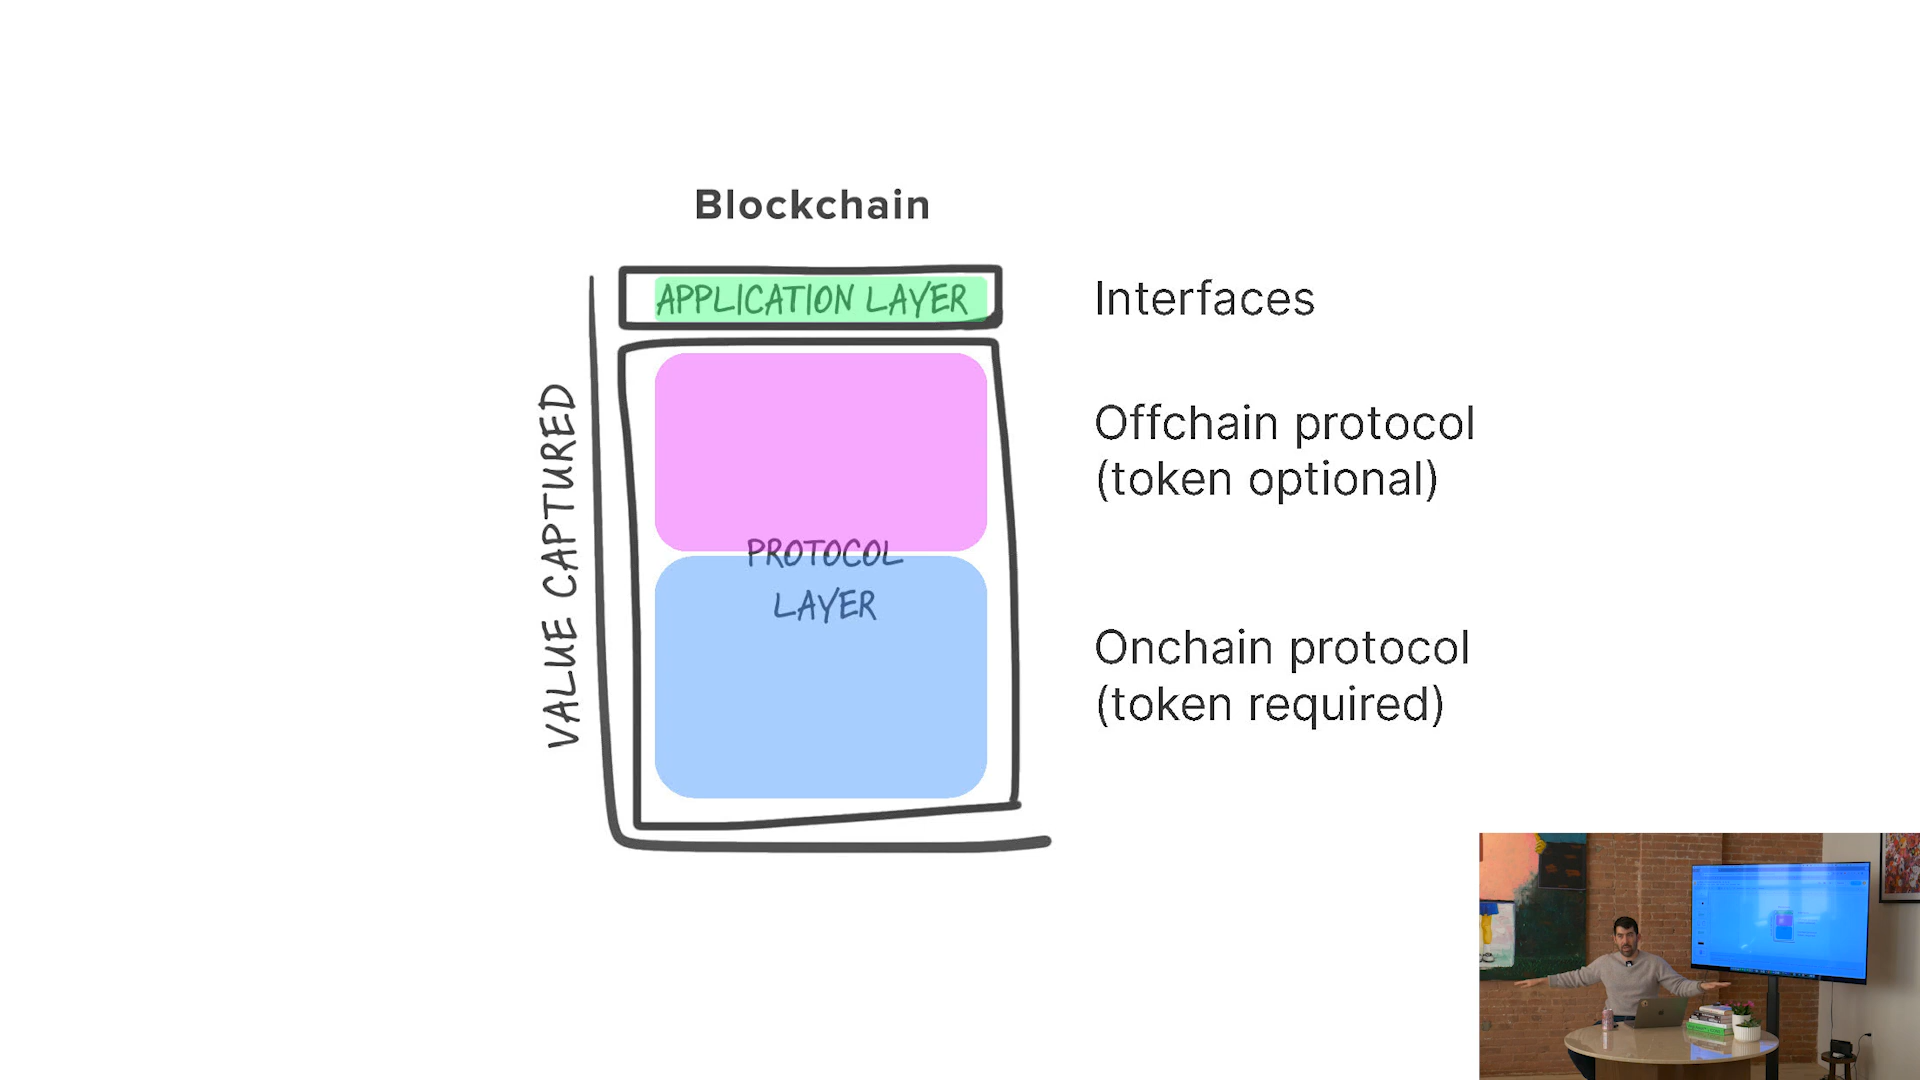 Blockchain
APPLICATION LAYER
Interfaces
Offchain protocol
(token optional)
PROTOCOL
LAYER
Onchain protocol
(token required)
VALUE CAPTURED